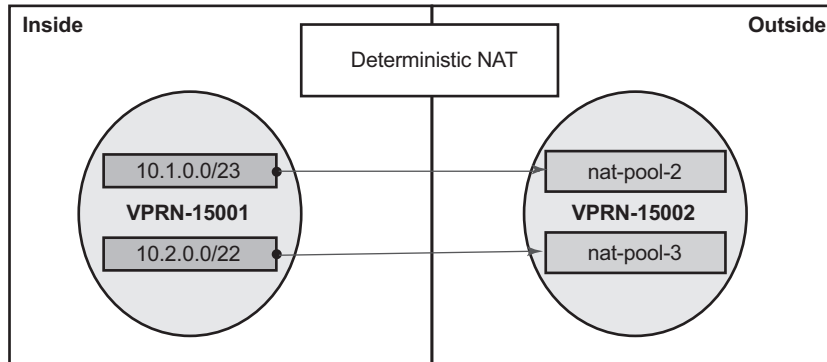 Inside
Outside
Deterministic NAT
10.1.0.0/23
nat-pool-2
VPRN-15001
VPRN-15002
10.2.0.0/22
nat-pool-3